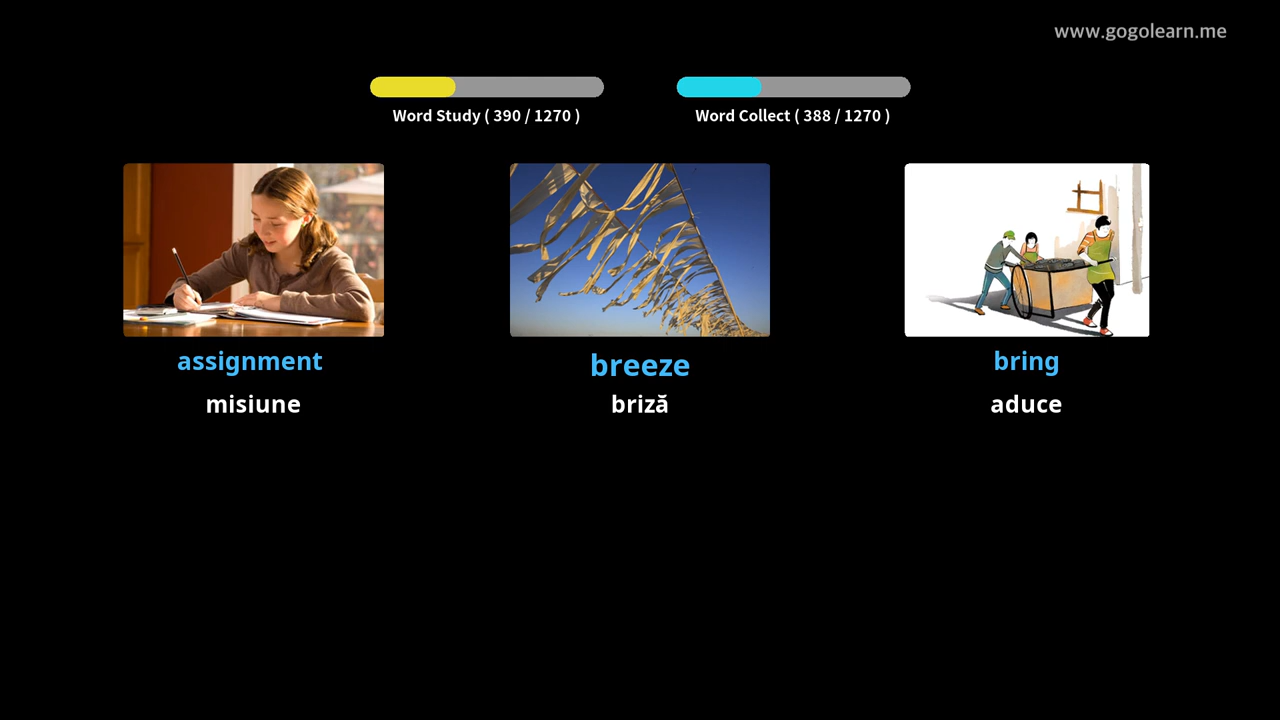 www.gogolearn.me
Word Study ( 390 / 1270 )
Word Collect ( 388 / 1270 )
assignment
breeze
bring
misiune
briză
aduce